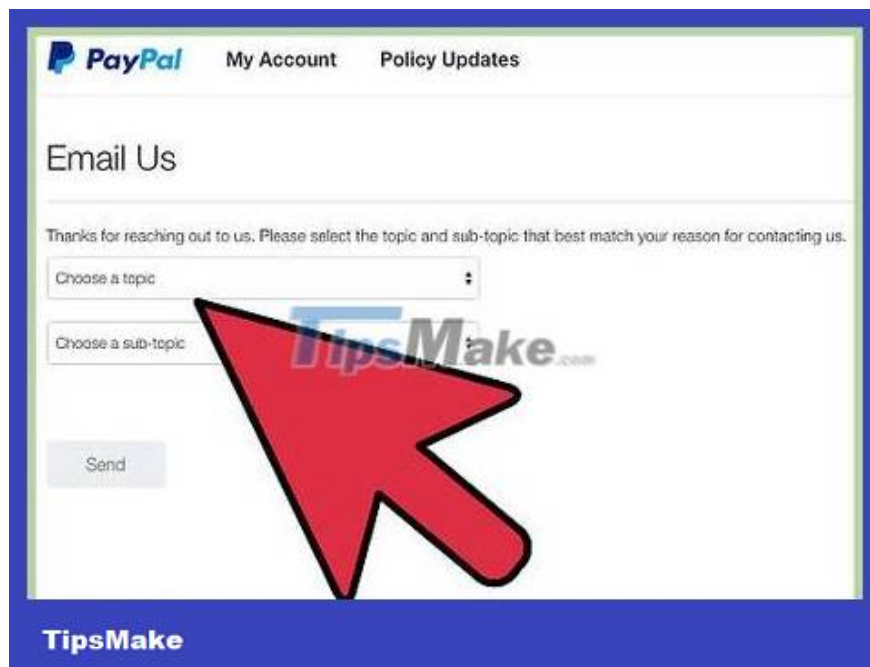 PayPal My Account Policy Updates
Email Us
Thanks for reaching out to us. Please select the topic and sub-topic that best match your reason for contacting us.
Choose a topic
Choose a sub-topic
TipsMake.com
Send
TipsMake